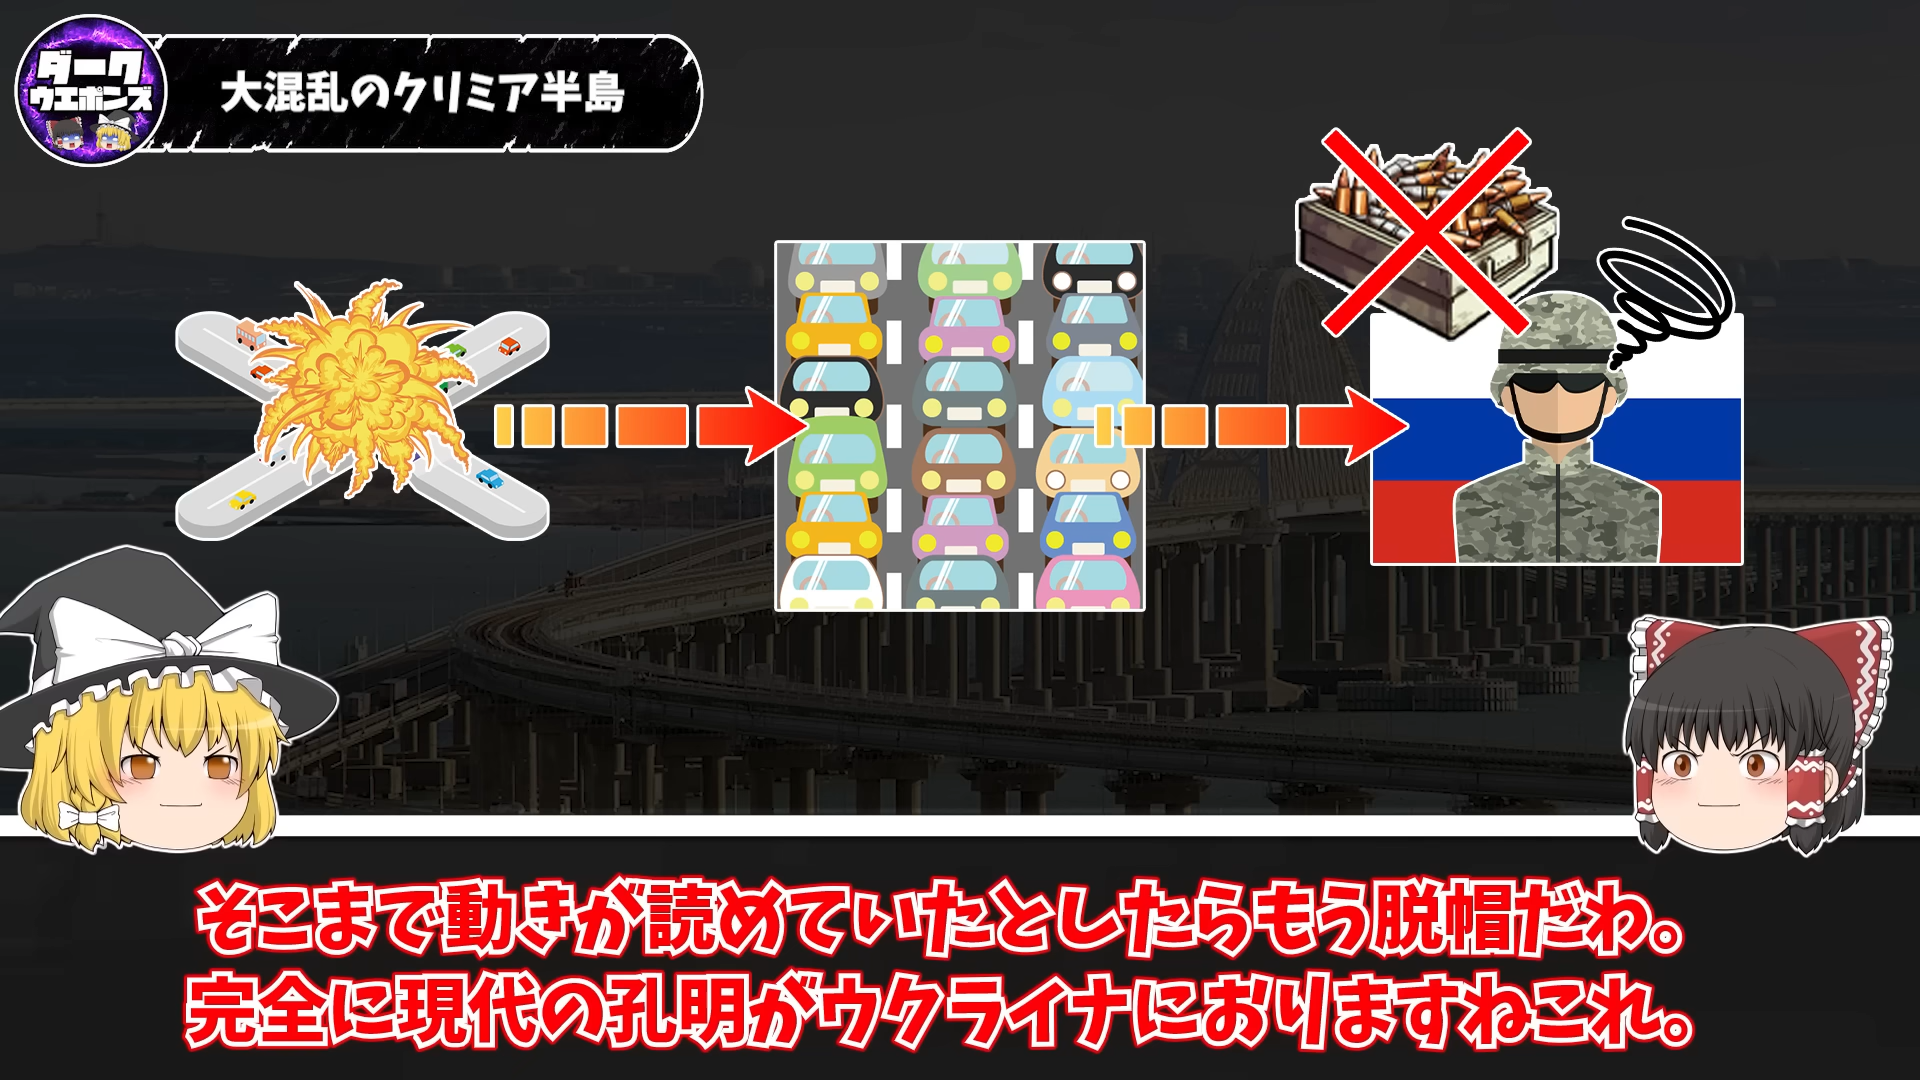 ダーク
ウエポンズ
大混乱のクリミア半島
そこまで動きが読めていたとしたらもう脱帽だわ。
完全に現代の孔明がウクライナにおりますねこれ。